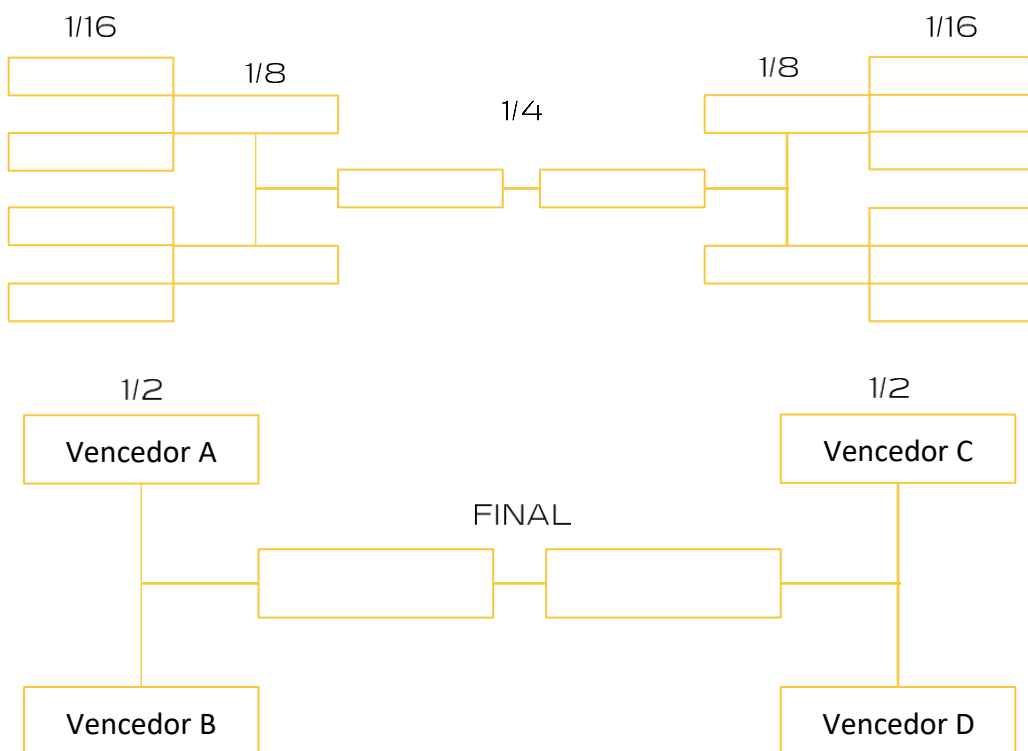 1/16
1/16
1/8
1/8
1/4
1/2
1/2
Vencedor A
Vencedor C
FINAL
Vencedor B
Vencedor D